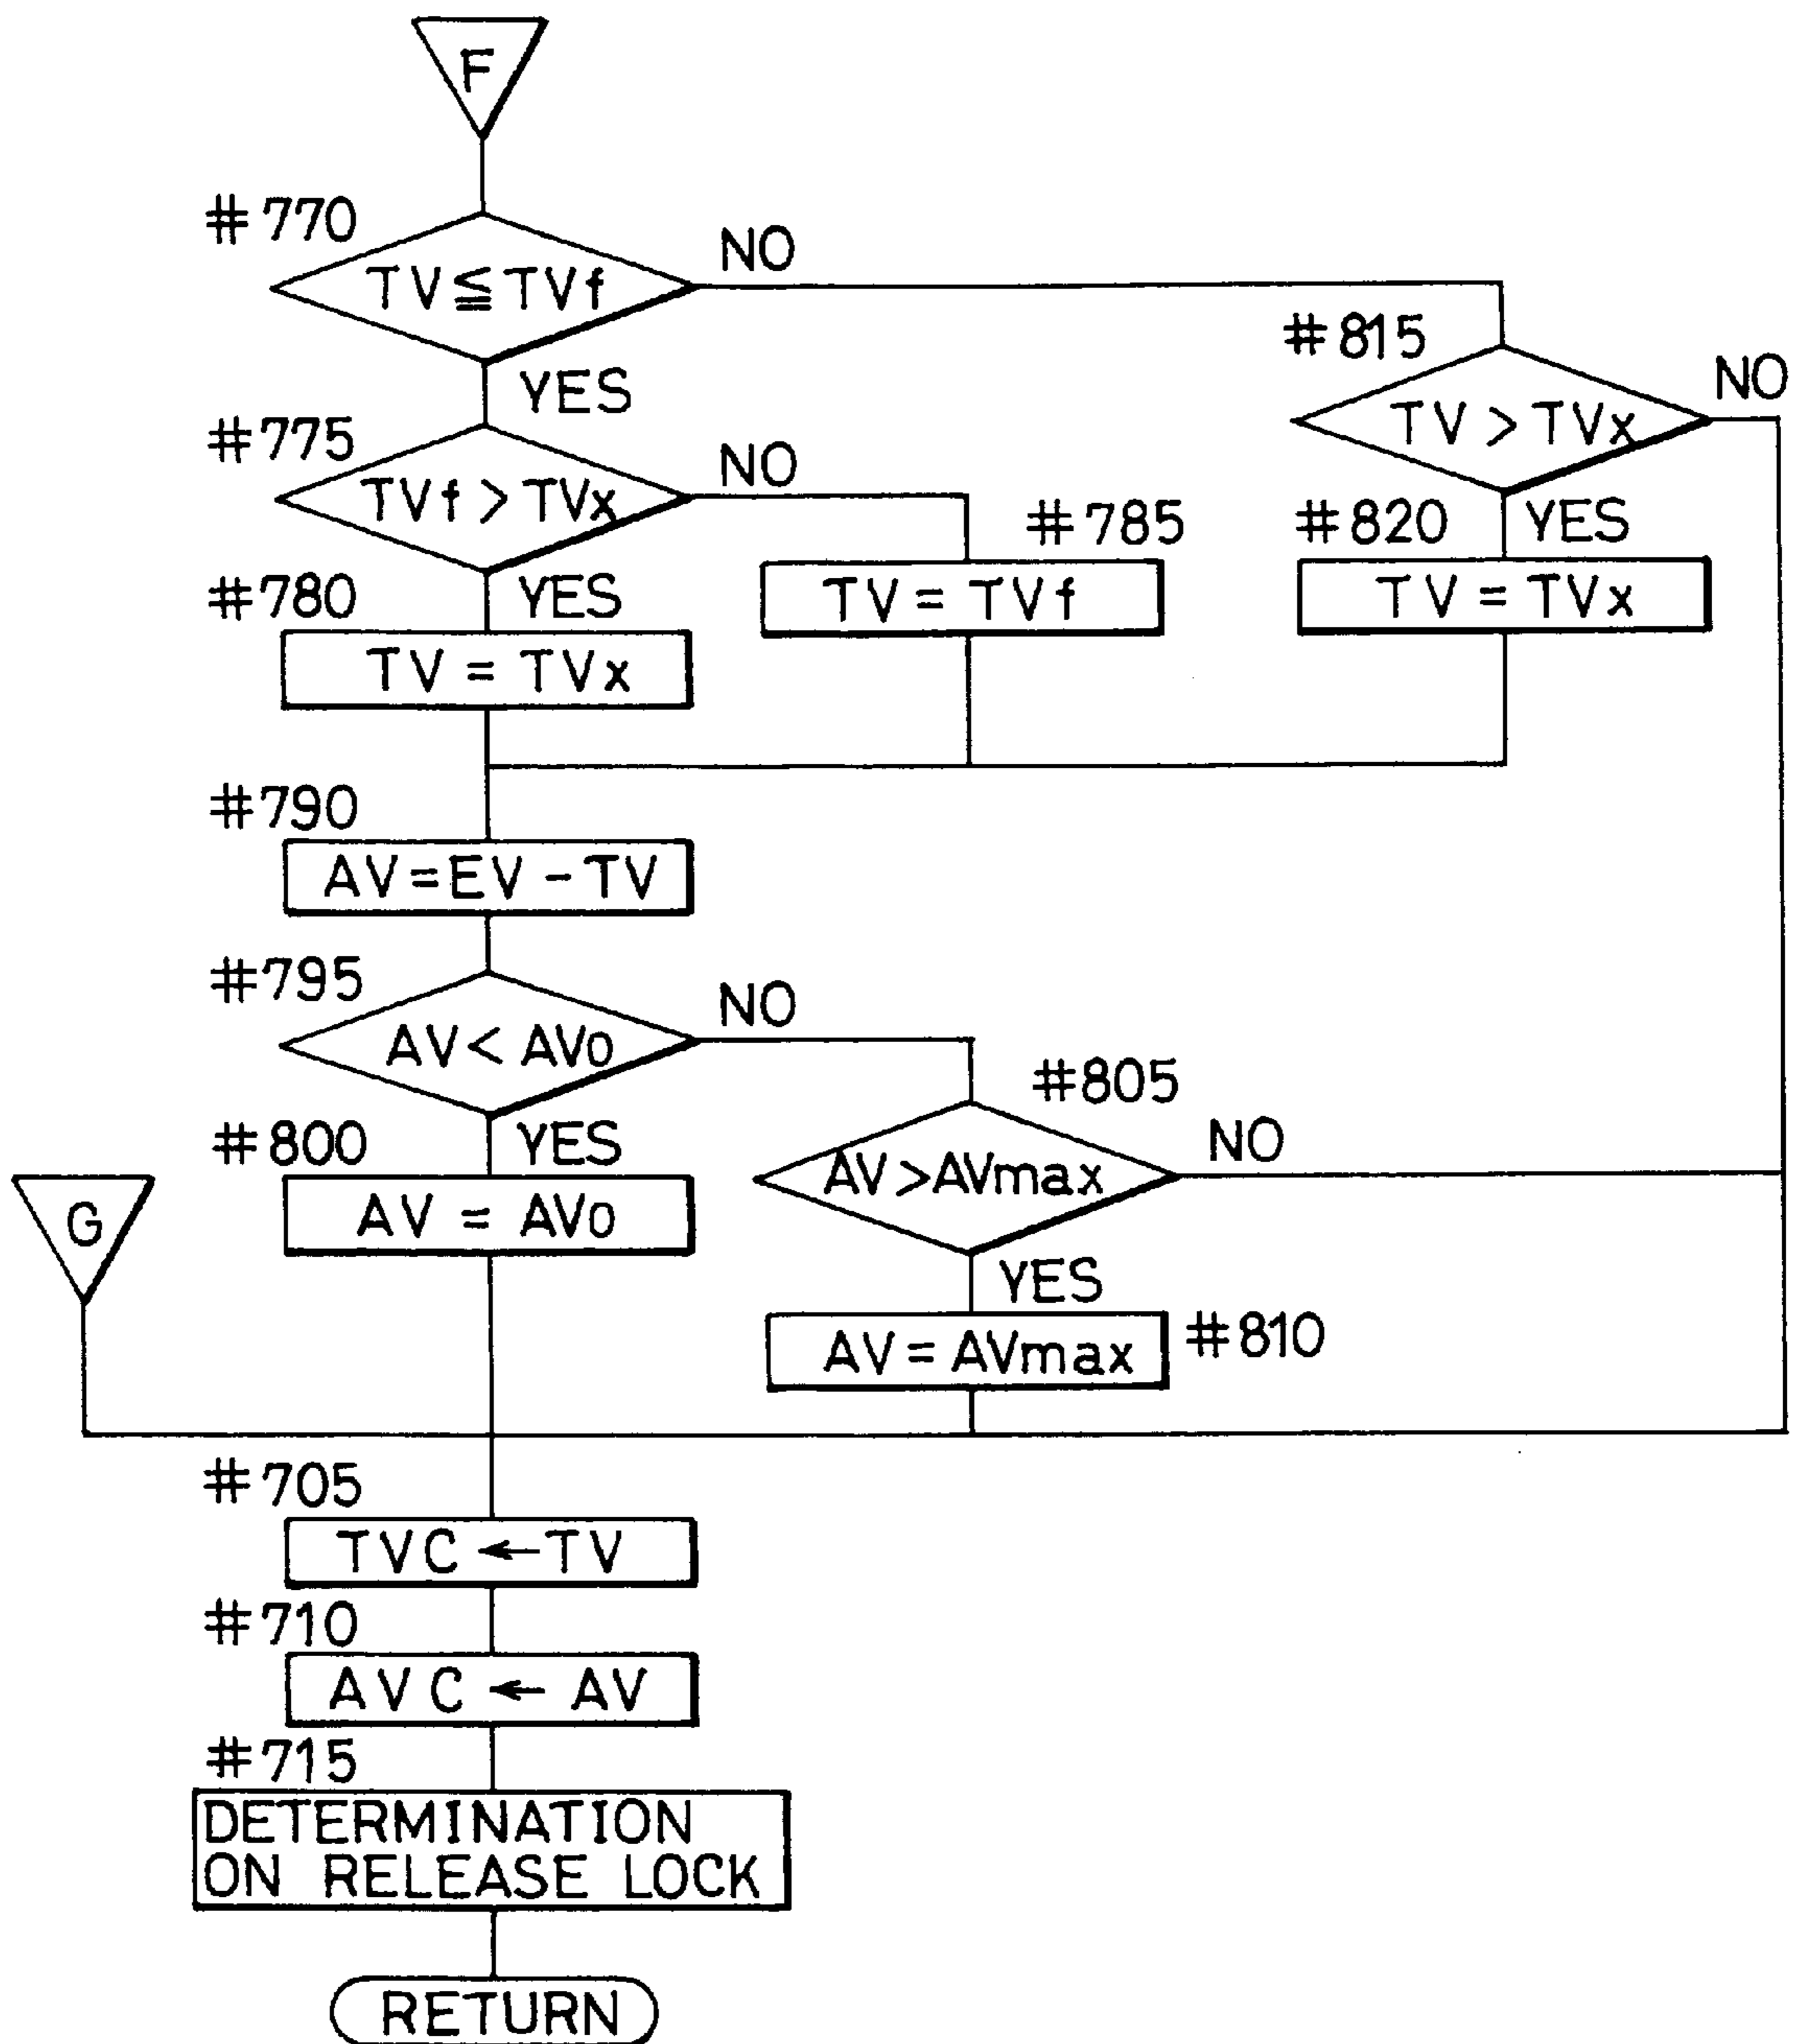 F
#770
TV≦TVf
NO
YES
#815
TV > TVx
NO
#775
TVf > TVx
NO
#785
TV = TVf
#820
YES
TV = TVx
#780
YES
TV = TVx
#790
AV=EV-TV
#795
AV< AVo
NO
#805
AV>AVmax
NO
#800
YES
AV = AVo
G
YES
AV = AVmax
#810
#705
TVC ← TV
#710
AVC ← AV
#715
DETERMINATION
ON RELEASE LOCK
RETURN